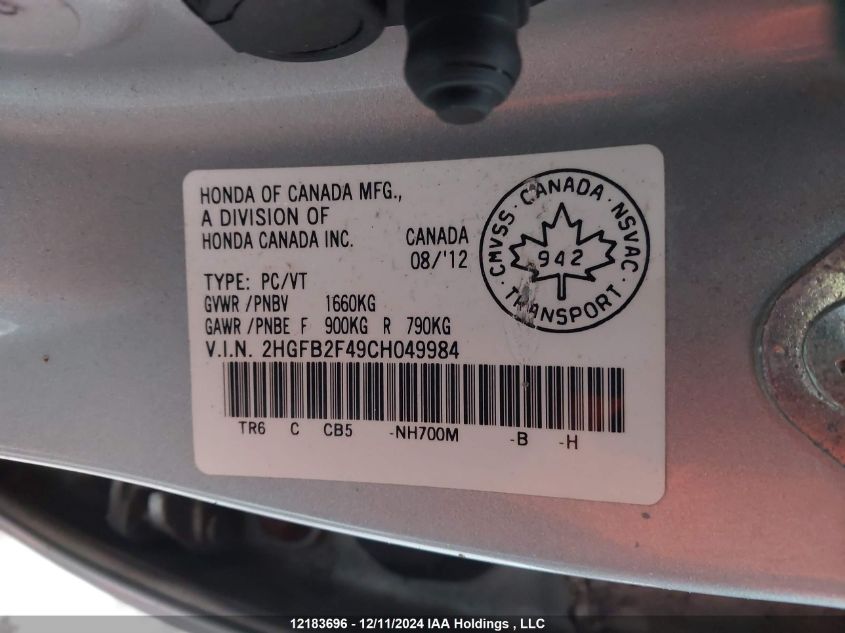 HONDA OF CANADA MFG.,
A DIVISION OF
HONDA CANADA INC.
CANADA
08/'12
TYPE: PC/VT
GVWR /PNBV 1660KG
GAWR /PNBE F 900KG R 790KG
V.I.N. 2HGFB2F49CH049984
TR6 C CB5 -NH700M -B -H
CMVSS · CANADA · NSVAC · TRANSPORT ·
942
12183696 - 12/11/2024 IAA Holdings , LLC